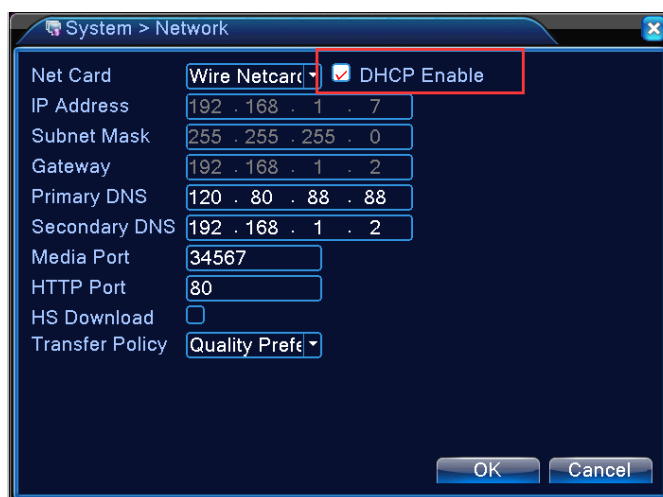 System > Network
Net Card Wire Netcarc DHCP Enable
IP Address 192 . 168 . 1 . 7
Subnet Mask 255 . 255 . 255 . 0
Gateway 192 . 168 . 1 . 2
Primary DNS 120 . 80 . 88 . 88
Secondary DNS 192 . 168 . 1 . 2
Media Port 34567
HTTP Port 80
HS Download
Transfer Policy Quality Prefe
OK Cancel